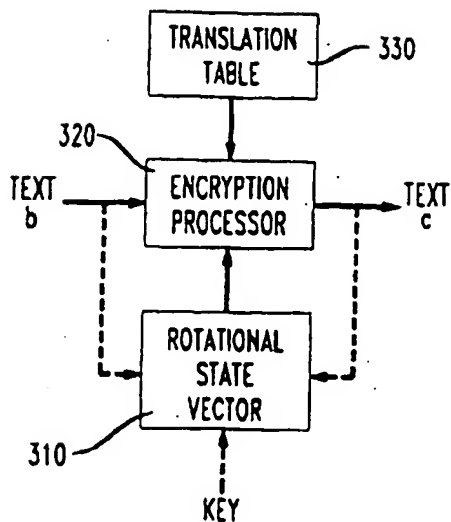 TRANSLATION
TABLE
330
320
TEXT
b
ENCRYPTION
PROCESSOR
TEXT
c
ROTATIONAL
STATE
VECTOR
310
KEY